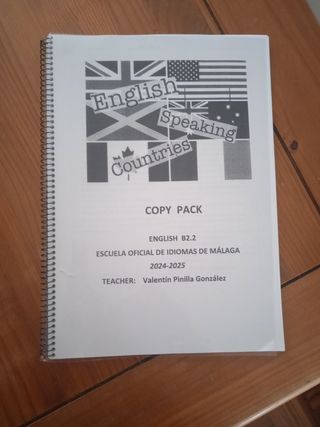 English
Speaking
Countries
COPY PACK
ENGLISH B2.2
ESCUELA OFICIAL DE IDIOMAS DE MÁLAGA
2024-2025
TEACHER: Valentín Pinilla González